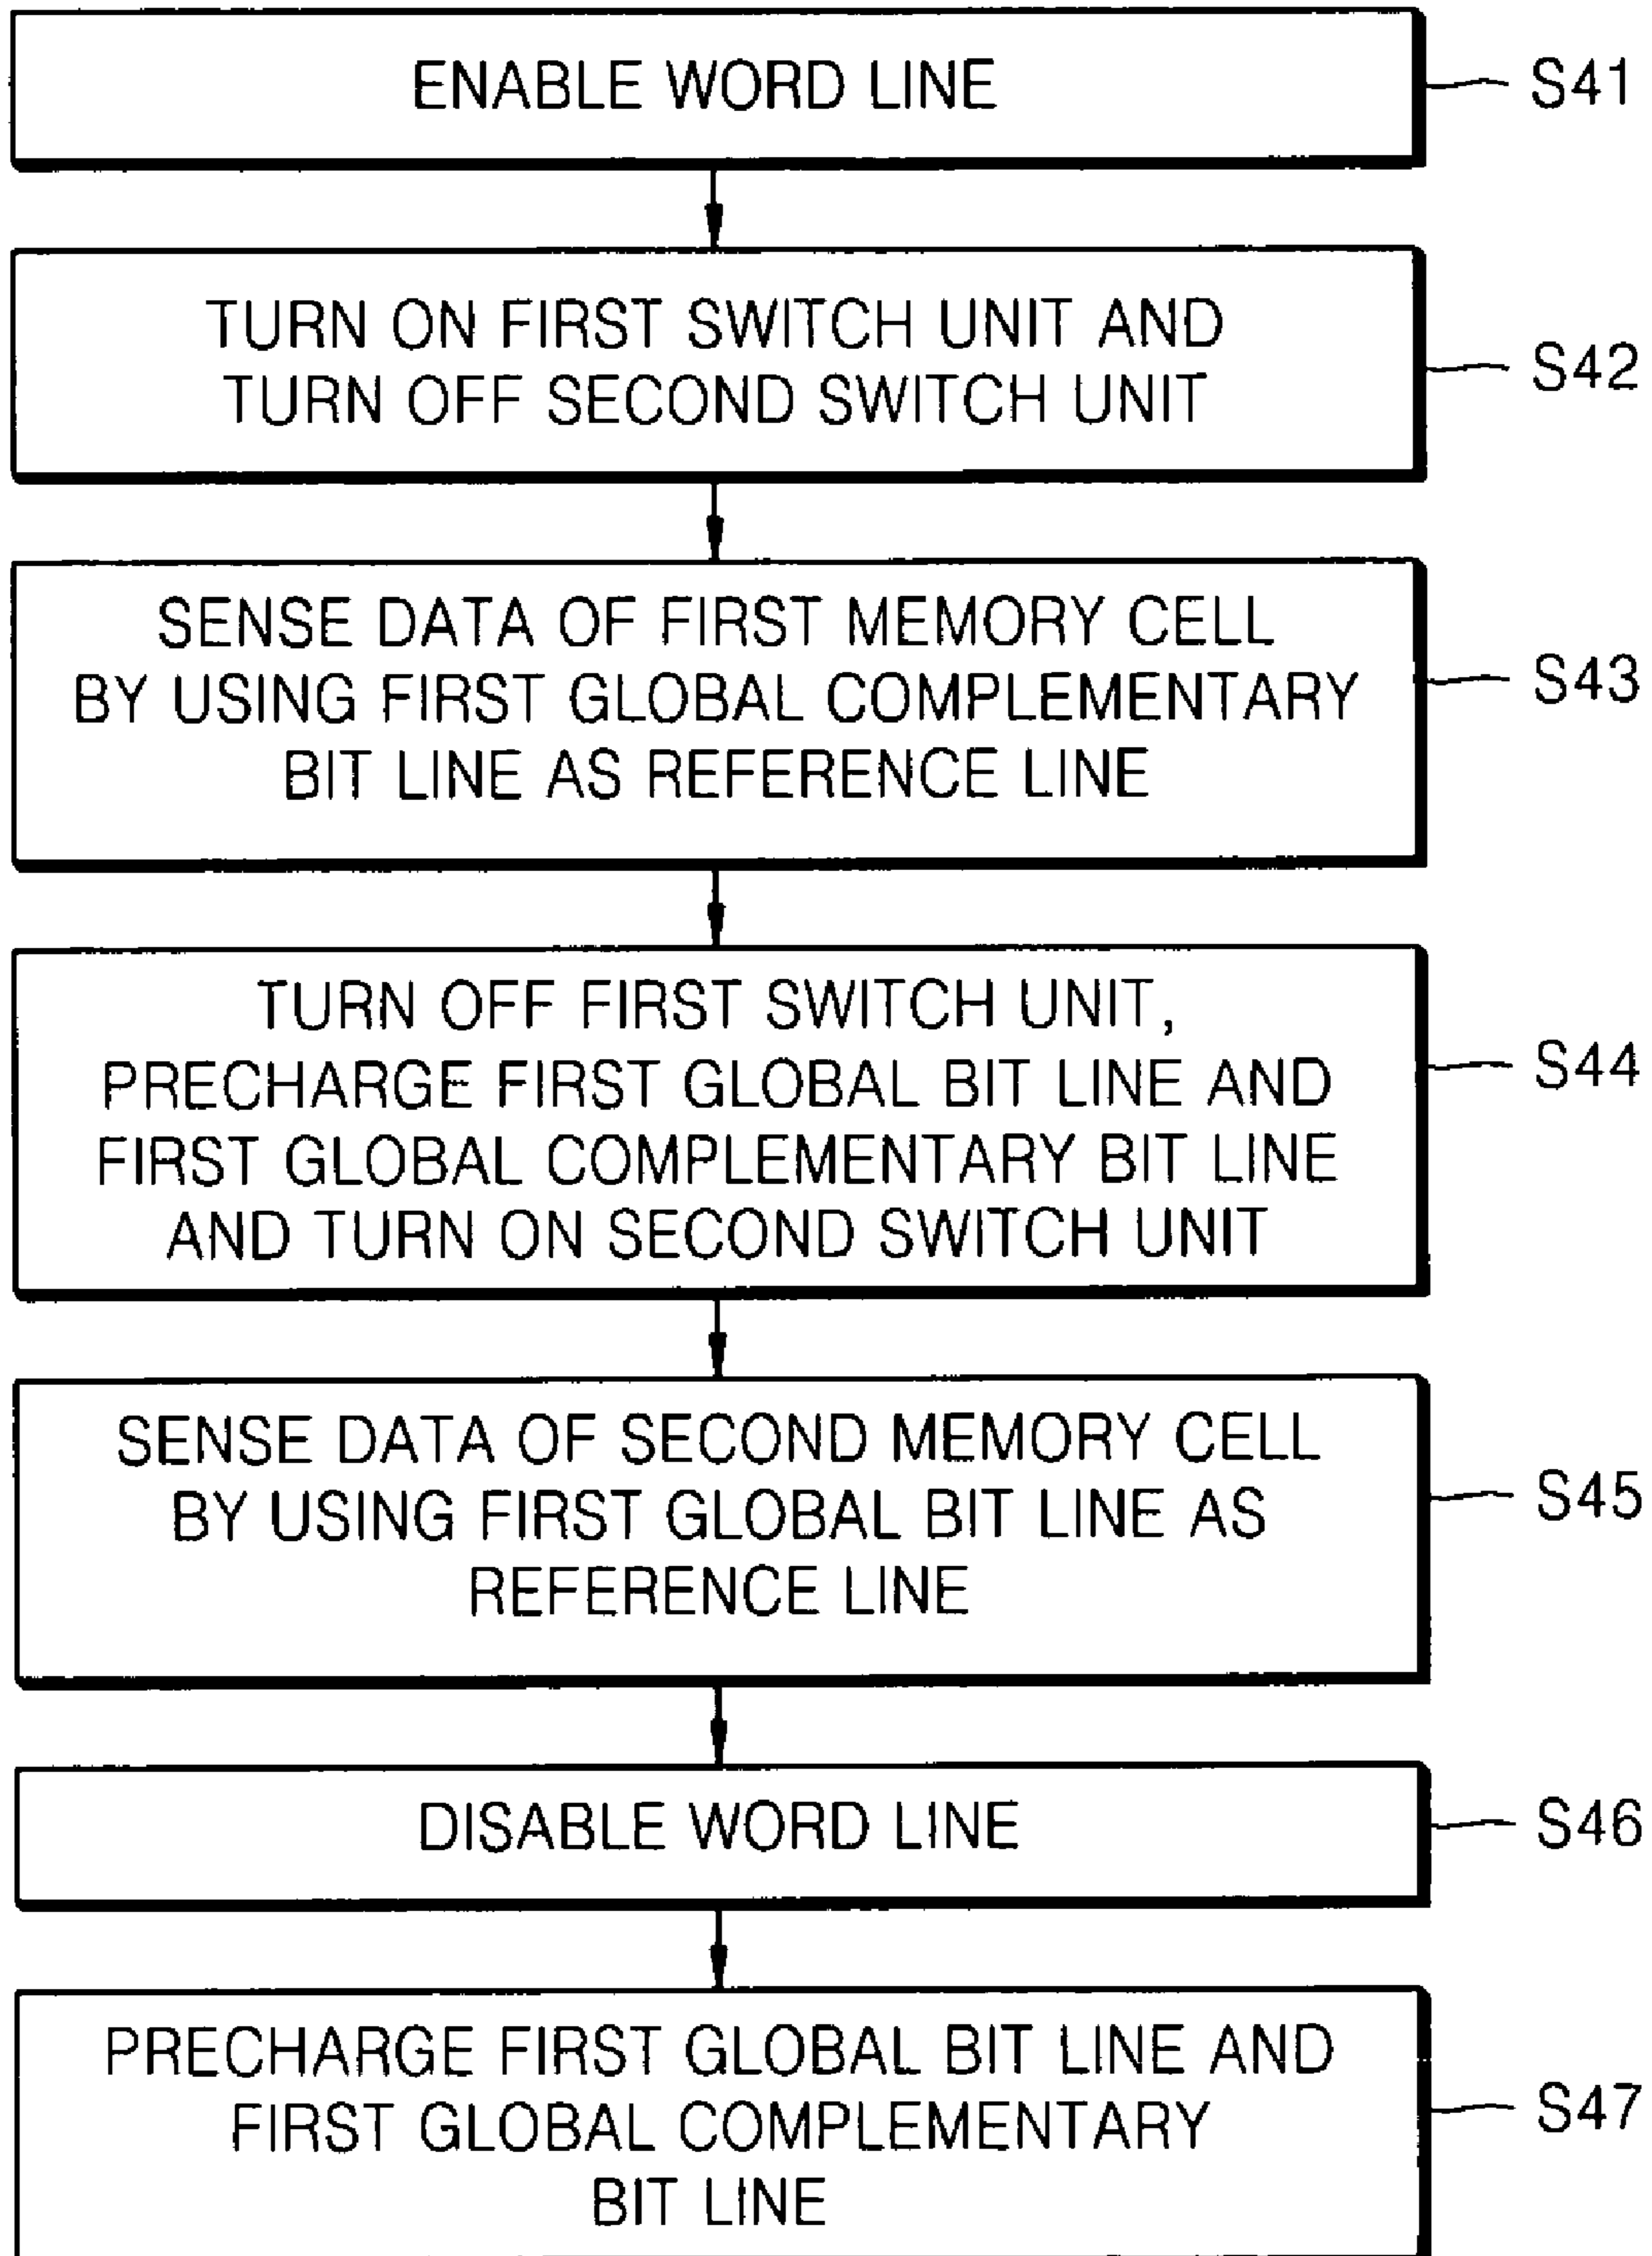 ENABLE WORD LINE
S41
TURN ON FIRST SWITCH UNIT AND
TURN OFF SECOND SWITCH UNIT
S42
SENSE DATA OF FIRST MEMORY CELL
BY USING FIRST GLOBAL COMPLEMENTARY
BIT LINE AS REFERENCE LINE
S43
TURN OFF FIRST SWITCH UNIT,
PRECHARGE FIRST GLOBAL BIT LINE AND
FIRST GLOBAL COMPLEMENTARY BIT LINE
AND TURN ON SECOND SWITCH UNIT
S44
SENSE DATA OF SECOND MEMORY CELL
BY USING FIRST GLOBAL BIT LINE AS
REFERENCE LINE
S45
DISABLE WORD LINE
S46
PRECHARGE FIRST GLOBAL BIT LINE AND
FIRST GLOBAL COMPLEMENTARY
BIT LINE
S47